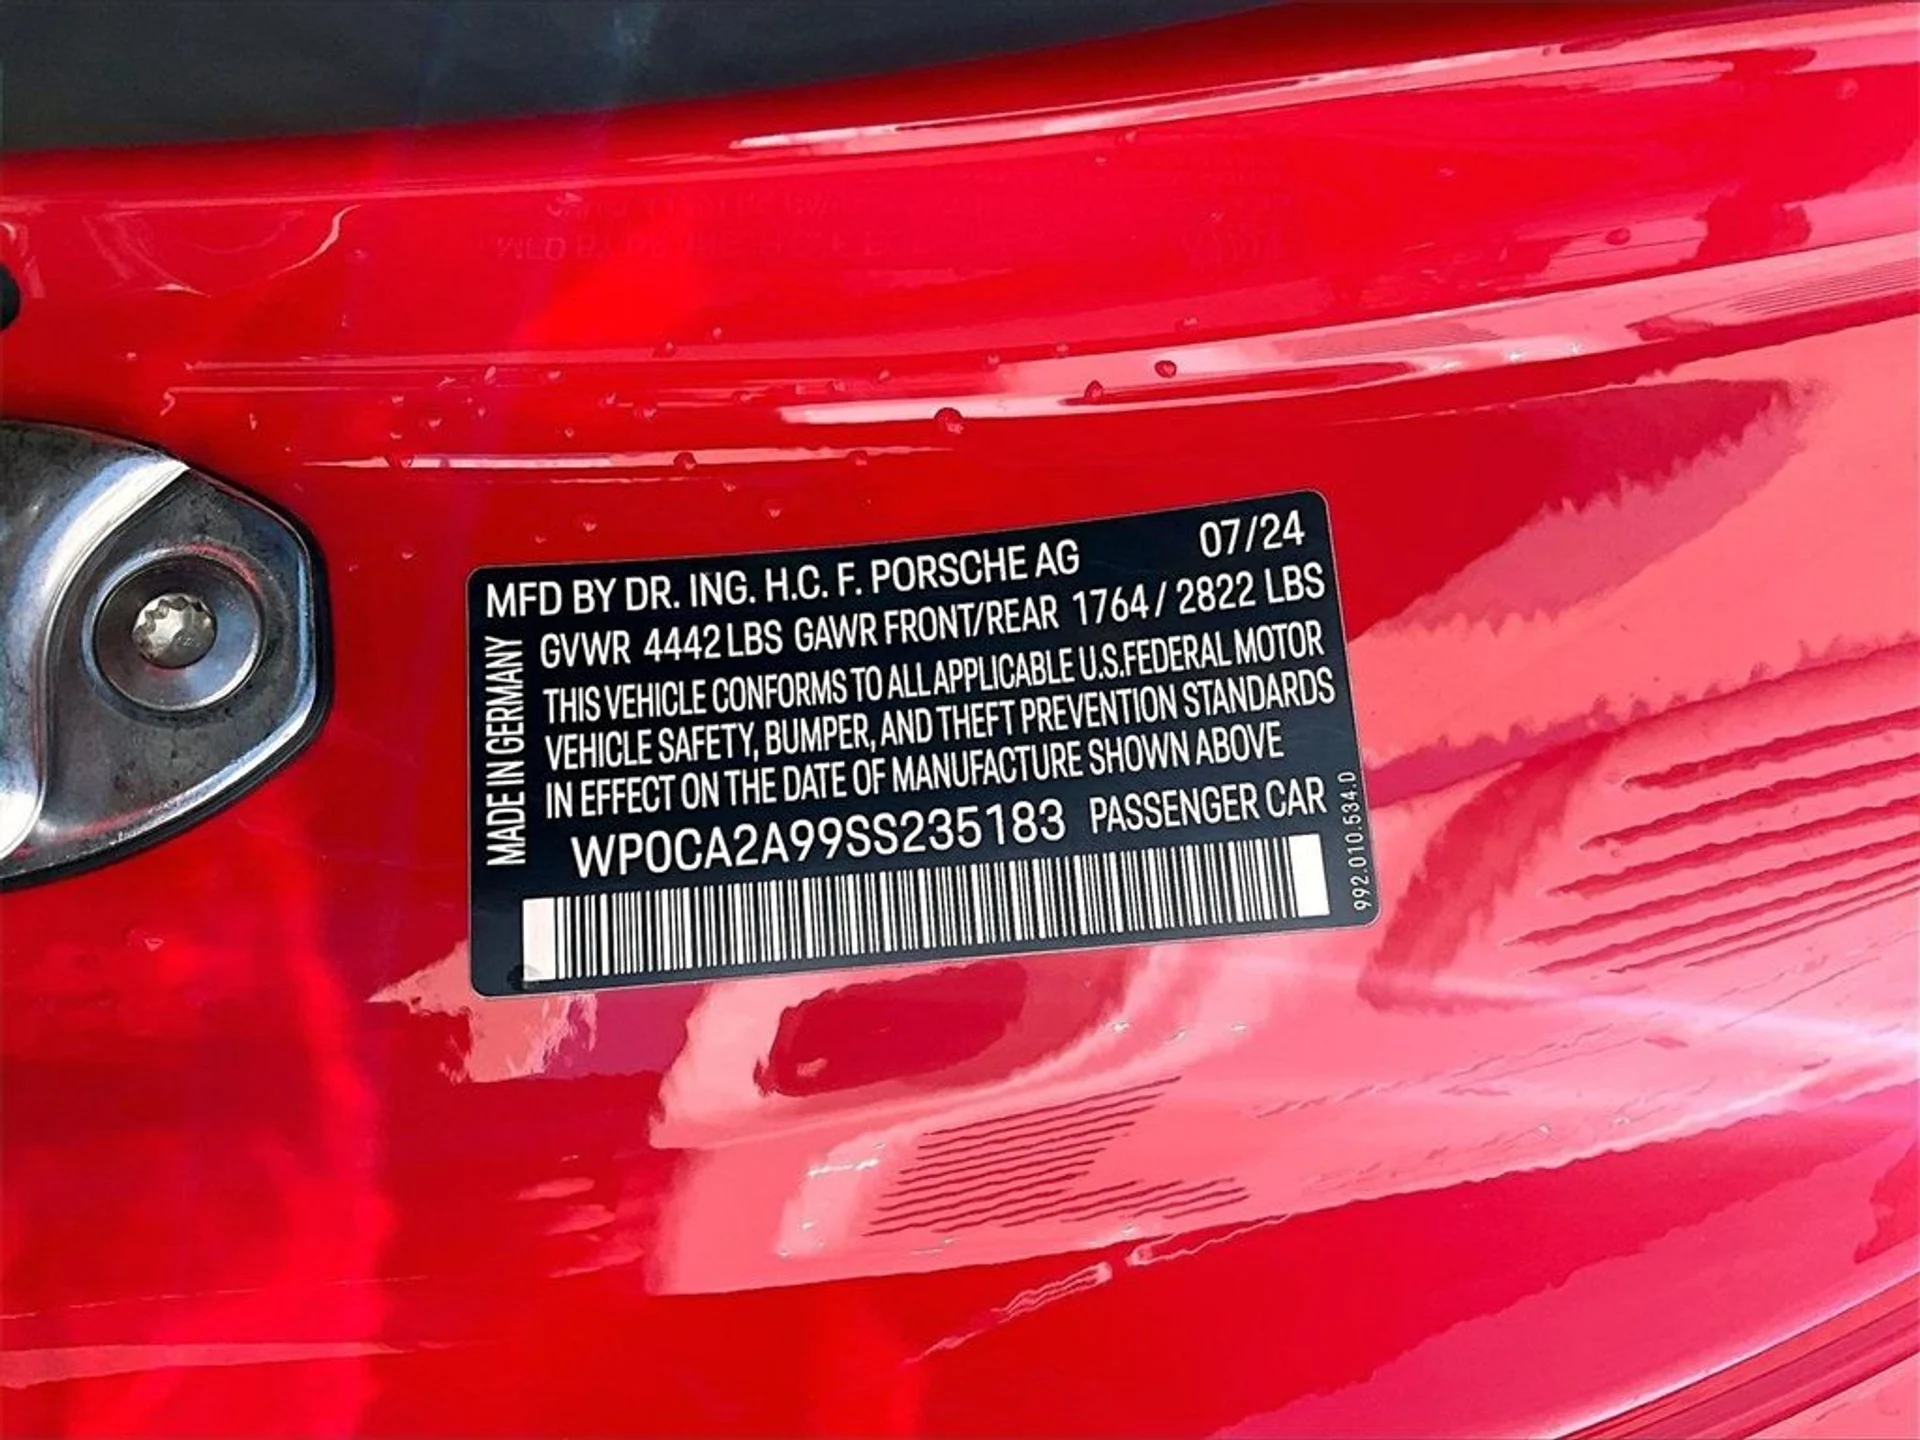 MFD BY DR. ING. H.C. F. PORSCHE AG 07/24
GVWR 4442 LBS GAWR FRONT/REAR 1764 / 2822 LBS
THIS VEHICLE CONFORMS TO ALL APPLICABLE U.S.FEDERAL MOTOR
VEHICLE SAFETY, BUMPER, AND THEFT PREVENTION STANDARDS
IN EFFECT ON THE DATE OF MANUFACTURE SHOWN ABOVE
WP0CA2A99SS235183 PASSENGER CAR
MADE IN GERMANY
992.010.534.D